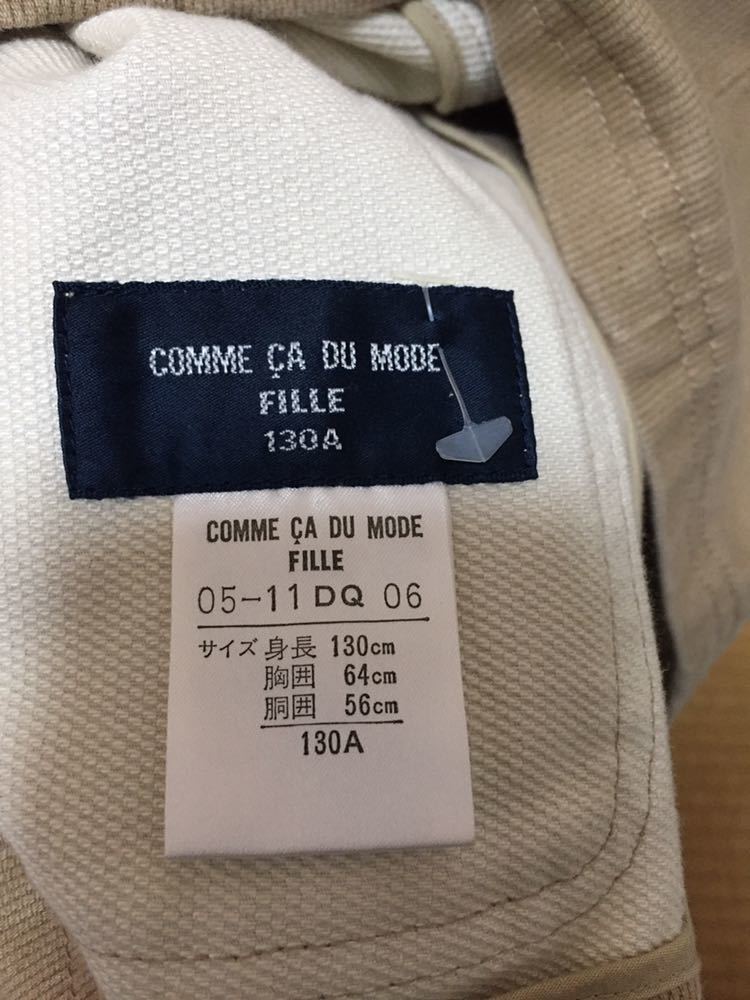 COMME ÇA DU MODE
FILLE
130A
COMME ÇA DU MODE
FILLE
05-11 DQ 06
サイズ 身長 130cm
胸囲 64cm
胴囲 56cm
130A